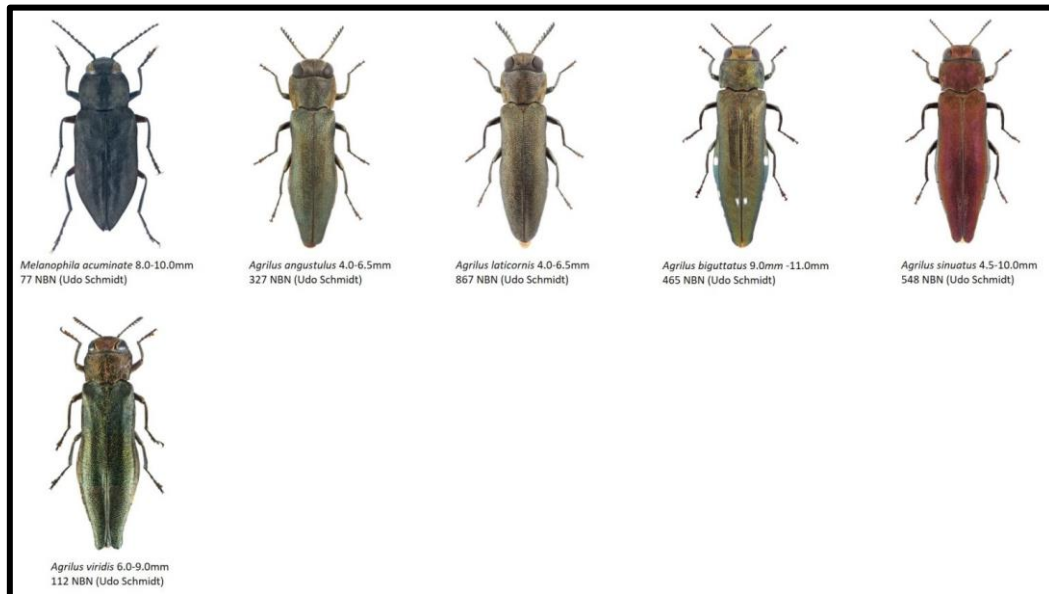 Melanophila acuminate 8.0-10.0mm
77 NBN (Udo Schmidt)
Agrilus angustulus 4.0-6.5mm
327 NBN (Udo Schmidt)
Agrilus laticornis 4.0-6.5mm
867 NBN (Udo Schmidt)
Agrilus biguttatus 9.0mm -11.0mm
465 NBN (Udo Schmidt)
Agrilus sinuatus 4.5-10.0mm
548 NBN (Udo Schmidt)
Agrilus viridis 6.0-9.0mm
112 NBN (Udo Schmidt)